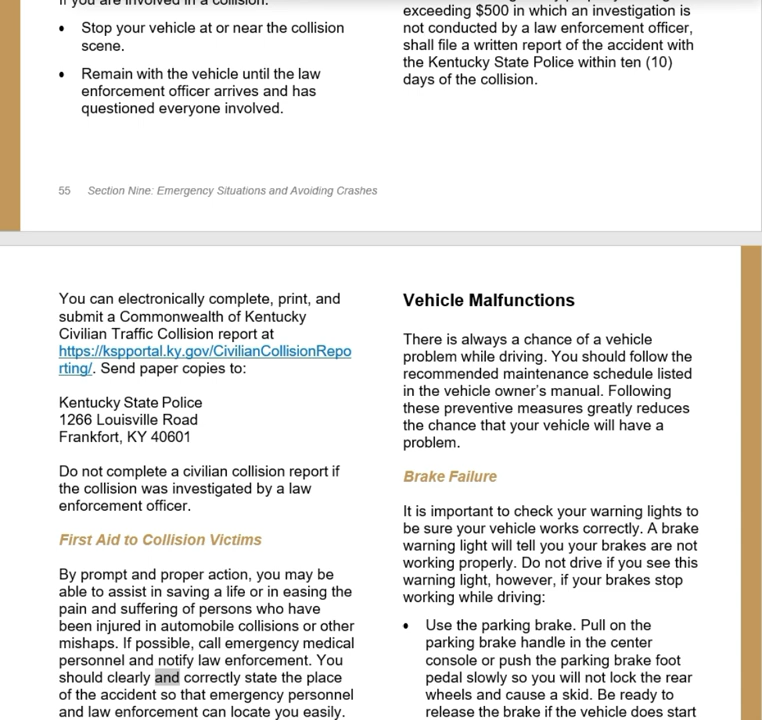 Stop your vehicle at or near the collision
scene.
Remain with the vehicle until the law
enforcement officer arrives and has
questioned everyone involved.
exceeding $500 in which an investigation is
not conducted by a law enforcement officer,
shall file a written report of the accident with
the Kentucky State Police within ten (10)
days of the collision.
55 Section Nine: Emergency Situations and Avoiding Crashes
You can electronically complete, print, and
submit a Commonwealth of Kentucky
Civilian Traffic Collision report at
https://kspportal.ky.gov/CivilianCollisionRepo
rting/. Send paper copies to:
Kentucky State Police
1266 Louisville Road
Frankfort, KY 40601
Do not complete a civilian collision report if
the collision was investigated by a law
enforcement officer.
First Aid to Collision Victims
By prompt and proper action, you may be
able to assist in saving a life or in easing the
pain and suffering of persons who have
been injured in automobile collisions or other
mishaps. If possible, call emergency medical
personnel and notify law enforcement. You
should clearly and correctly state the place
of the accident so that emergency personnel
and law enforcement can locate you easily.
Vehicle Malfunctions
There is always a chance of a vehicle
problem while driving. You should follow the
recommended maintenance schedule listed
in the vehicle owner's manual. Following
these preventive measures greatly reduces
the chance that your vehicle will have a
problem.
Brake Failure
It is important to check your warning lights to
be sure your vehicle works correctly. A brake
warning light will tell you your brakes are not
working properly. Do not drive if you see this
warning light, however, if your brakes stop
working while driving:
Use the parking brake. Pull on the
parking brake handle in the center
console or push the parking brake foot
pedal slowly so you will not lock the rear
wheels and cause a skid. Be ready to
release the brake if the vehicle does start